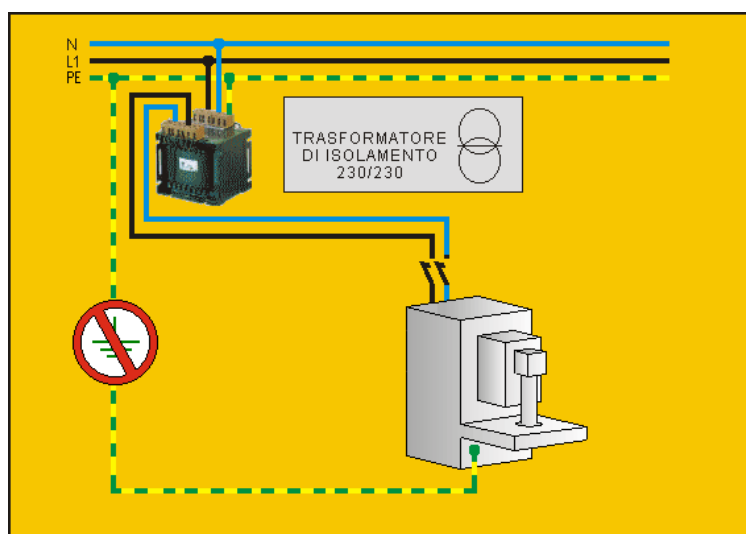 N
L1
PE
TRASFORMATORE
DI ISOLAMENTO
230/230